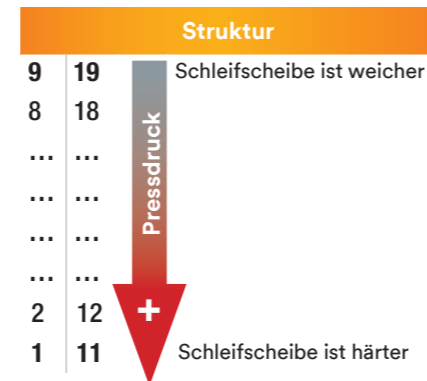 Struktur
9 19 Schleifscheibe ist weicher
8 18
... ...
... ...
... ...
... ...
2 12
1 11 Schleifscheibe ist härter
Pressdruck
+